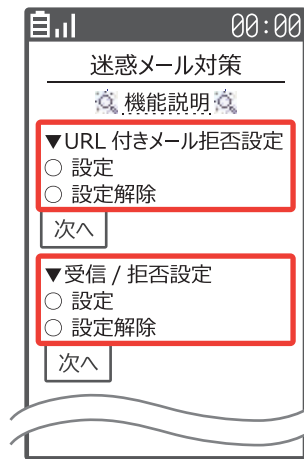 00:00
迷惑メール対策
機能説明
▼URL 付きメール拒否設定
○ 設定
○ 設定解除
次へ
▼受信 / 拒否設定
○ 設定
○ 設定解除
次へ